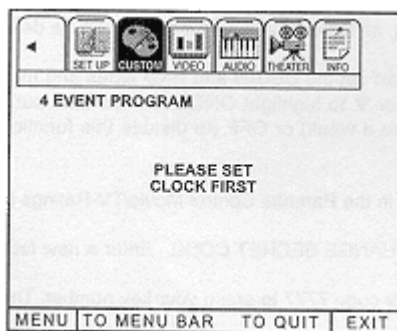 SET UP CUSTOM VIDEO AUDIO THEATER INFO
4 EVENT PROGRAM
PLEASE SET
CLOCK FIRST
MENU TO MENU BAR TO QUIT EXIT